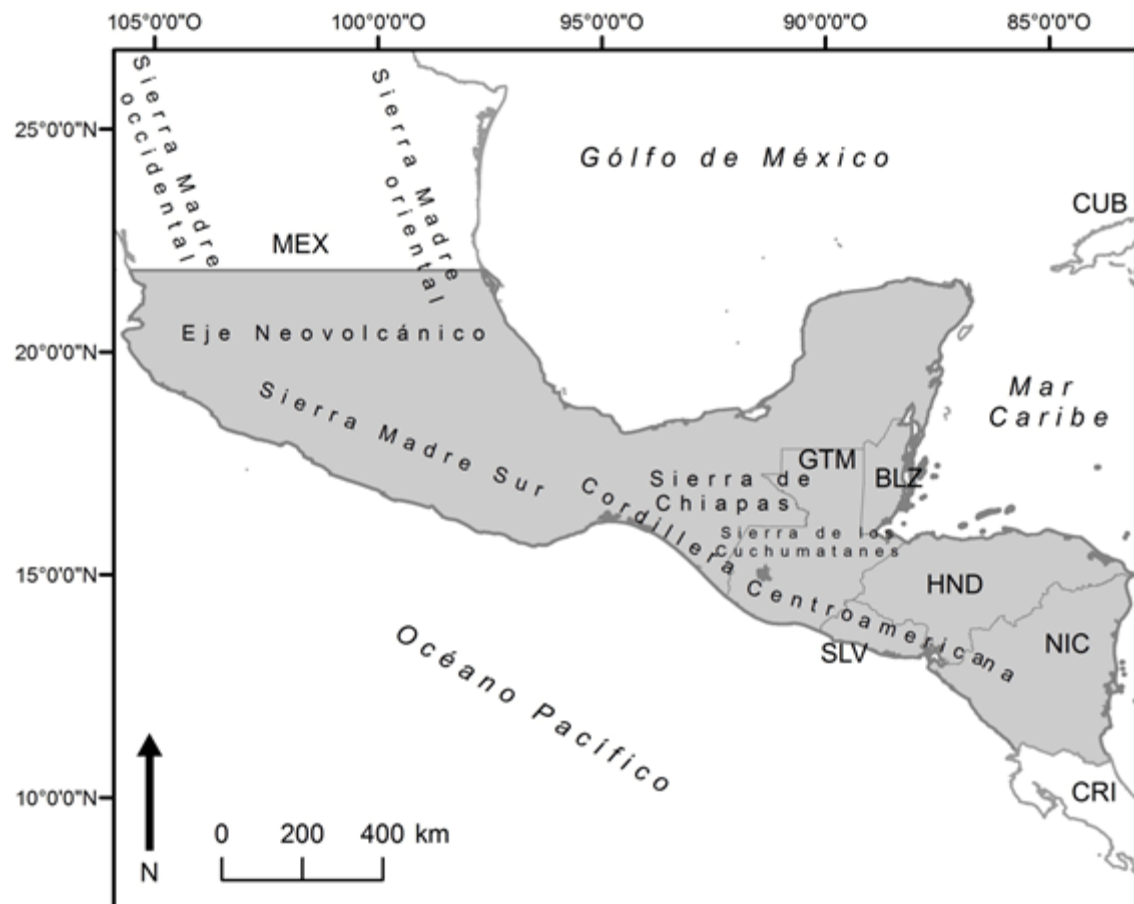 105°0'0"O 100°0'0"O 95°0'0"O 90°0'0"O 85°0'0"O
25°0'0"N
20°0'0"N
15°0'0"N
10°0'0"N
Sierra Madre
occidental
Sierra Madre
oriental
Gólfo de México
CUB
MEX
Eje Neovolcánico
Mar
Caribe
Sierra Madre Sur
GTM
BLZ
Sierra de
Chiapas
Sierra de los
Cuchumatanes
Cordillera Centroamericana
HND
NIC
SLV
Océano Pacífico
CRI
N
0 200 400 km